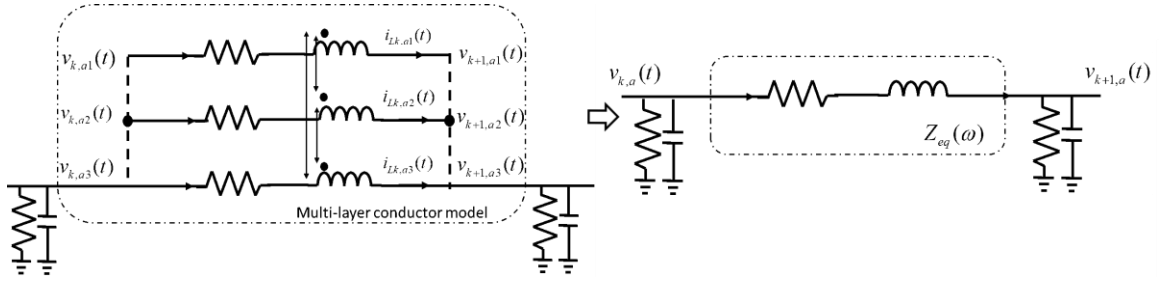 v_{k,a1}(t) i_{Lk,a1}(t) v_{k+1,a1}(t)
v_{k,a2}(t) i_{Lk,a2}(t) v_{k+1,a2}(t)
v_{k,a3}(t) i_{Lk,a3}(t) v_{k+1,a3}(t)
Multi-layer conductor model
v_{k,a}(t) v_{k+1,a}(t)
Z_{eq}(ω)